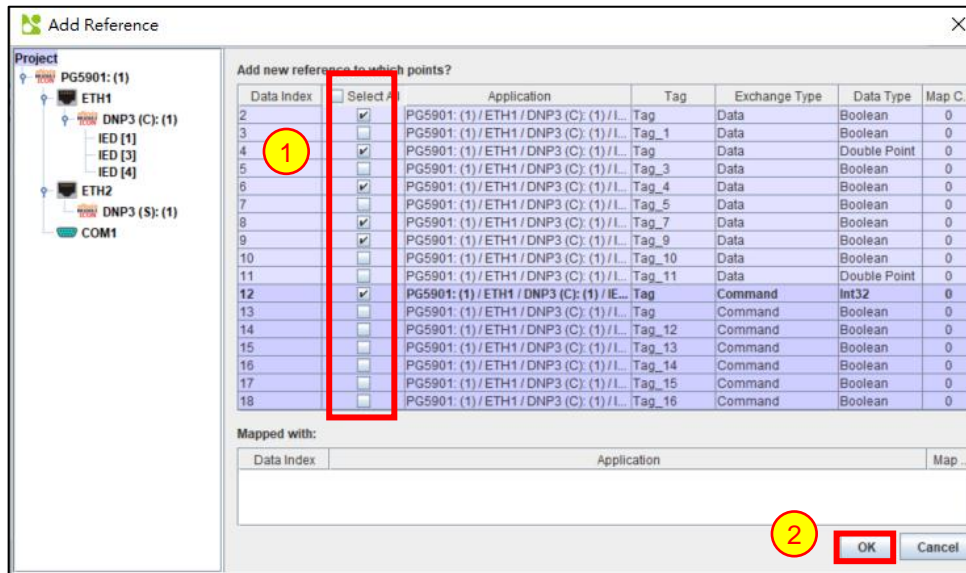 Add Reference
Project
PG5901: (1)
ETH1
DNP3 (C): (1)
IED [1]
IED [3]
IED [4]
ETH2
DNP3 (S): (1)
COM1
Add new reference to which points?
Data Index Select All Application Tag Exchange Type Data Type Map C...
2 PG5901: (1) / ETH1 / DNP3 (C): (1) / I... Tag Data Boolean 0
3 PG5901: (1) / ETH1 / DNP3 (C): (1) / I... Tag_1 Data Boolean 0
4 PG5901: (1) / ETH1 / DNP3 (C): (1) / I... Tag Data Double Point 0
5 PG5901: (1) / ETH1 / DNP3 (C): (1) / I... Tag_3 Data Boolean 0
6 PG5901: (1) / ETH1 / DNP3 (C): (1) / I... Tag_4 Data Boolean 0
7 PG5901: (1) / ETH1 / DNP3 (C): (1) / I... Tag_5 Data Boolean 0
8 PG5901: (1) / ETH1 / DNP3 (C): (1) / I... Tag_7 Data Boolean 0
9 PG5901: (1) / ETH1 / DNP3 (C): (1) / I... Tag_9 Data Boolean 0
10 PG5901: (1) / ETH1 / DNP3 (C): (1) / I... Tag_10 Data Boolean 0
11 PG5901: (1) / ETH1 / DNP3 (C): (1) / I... Tag_11 Data Double Point 0
12 PG5901: (1) / ETH1 / DNP3 (C): (1) / IE... Tag Command Int32 0
13 PG5901: (1) / ETH1 / DNP3 (C): (1) / I... Tag Command Boolean 0
14 PG5901: (1) / ETH1 / DNP3 (C): (1) / I... Tag_12 Command Boolean 0
15 PG5901: (1) / ETH1 / DNP3 (C): (1) / I... Tag_13 Command Boolean 0
16 PG5901: (1) / ETH1 / DNP3 (C): (1) / I... Tag_14 Command Boolean 0
17 PG5901: (1) / ETH1 / DNP3 (C): (1) / I... Tag_15 Command Boolean 0
18 PG5901: (1) / ETH1 / DNP3 (C): (1) / I... Tag_16 Command Boolean 0
1
Mapped with:
Data Index Application Map ...
2
OK Cancel